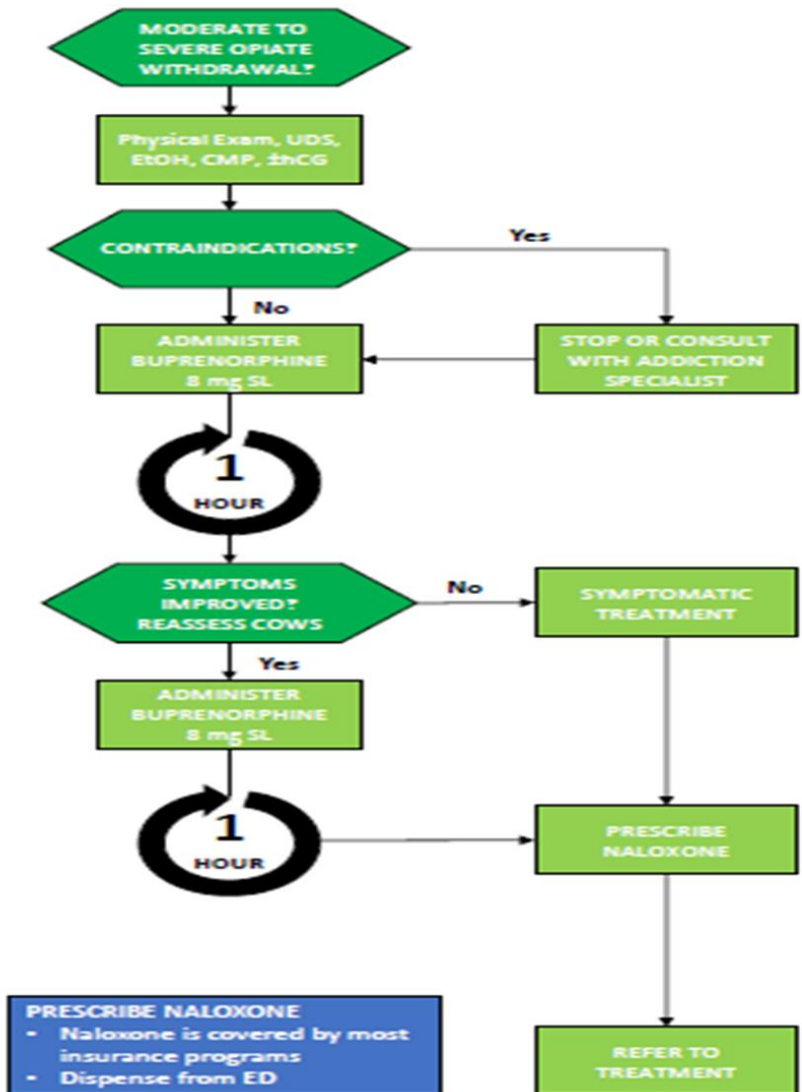 MODERATE TO
SEVERE OPIATE
WITHDRAWAL?
Physical Exam, UDS,
EtOH, CMP, ±hCG
CONTRAINDICATIONS?
Yes
No
ADMINISTER
BUPRENORPHINE
8 mg SL
STOP OR CONSULT
WITH ADDICTION
SPECIALIST
1
HOUR
SYMPTOMS
IMPROVED?
REASSESS COWS
No
SYMPTOMATIC
TREATMENT
Yes
ADMINISTER
BUPRENORPHINE
8 mg SL
1
HOUR
PRESCRIBE
NALOXONE
PRESCRIBE NALOXONE
• Naloxone is covered by most
insurance programs
• Dispense from ED
REFER TO
TREATMENT